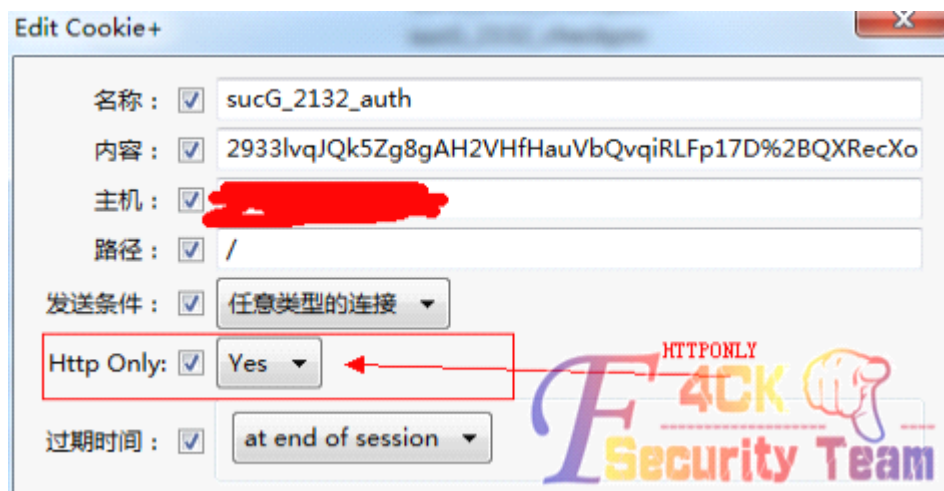 Edit Cookie+
名称： sucG_2132_auth
内容： 2933lvqJQk5Zg8gAH2VHfHauVbQvqiRLFp17D%2BQXRecXo
主机：
路径： /
发送条件： 任意类型的连接
Http Only: Yes
HTTPONLY
过期时间： at end of session
F4CK
Security Team